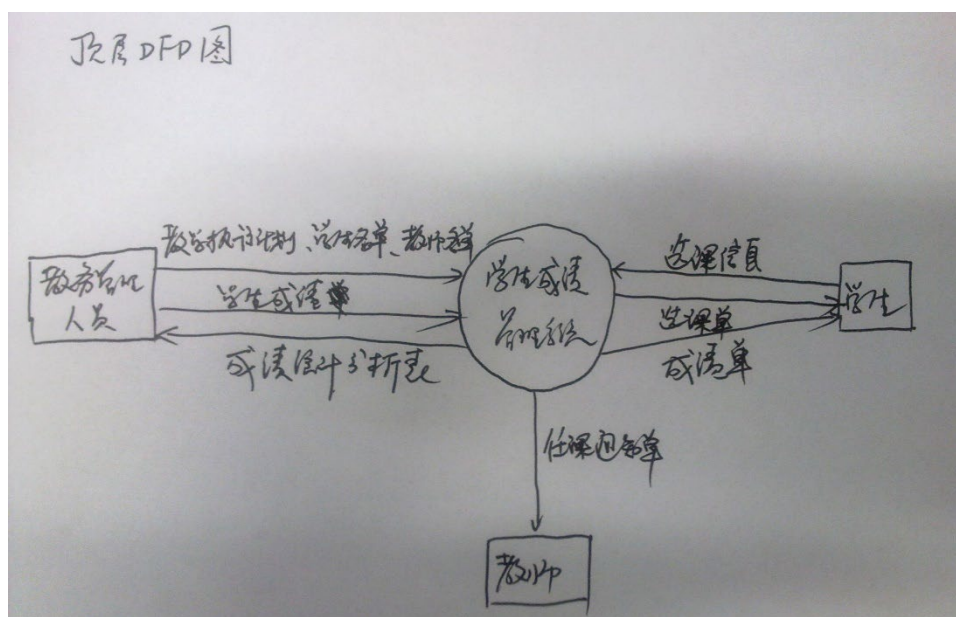 顶层DFD图
教学执行计划、学生名单、教师名单
教务管理
人员
学生成绩单
成绩统计分析表
学生成绩
管理系统
选课信息
学生
选课单
成绩单
任课通知单
教师